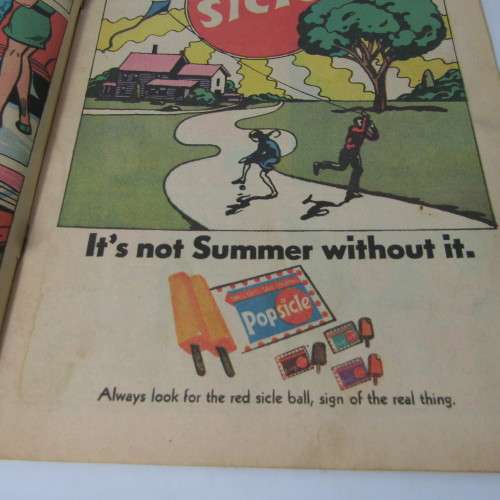 SICLE
It's not Summer without it.
Popsicle
Always look for the red sicle ball, sign of the real thing.